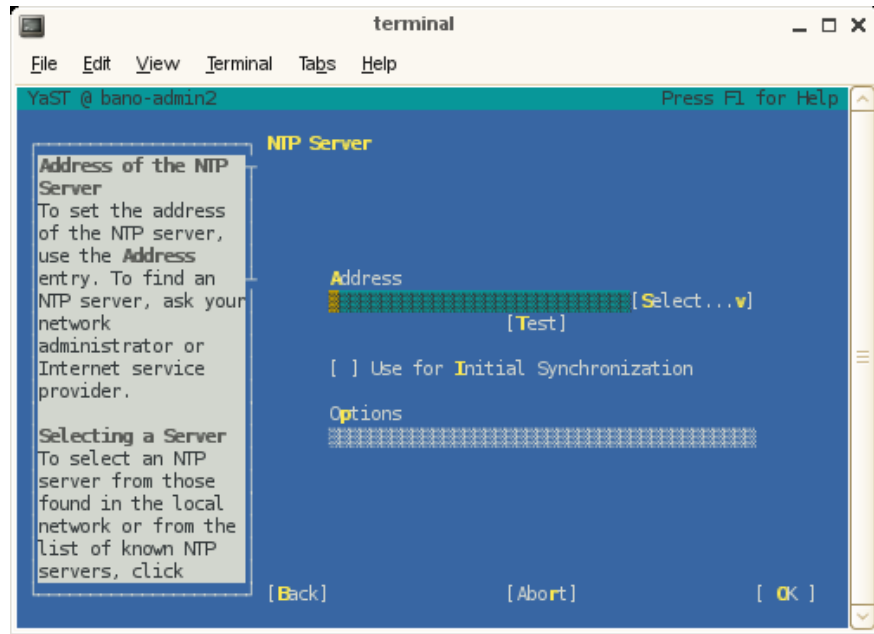 terminal
File Edit View Terminal Tabs Help
YaST @ bano-admin2 Press F1 for Help
NTP Server
Address of the NTP
Server
To set the address
of the NTP server,
use the Address
entry. To find an
NTP server, ask your
network
administrator or
Internet service
provider.
Selecting a Server
To select an NTP
server from those
found in the local
network or from the
list of known NTP
servers, click
Address
[Select...v]
[Test]
[ ] Use for Initial Synchronization
Options
[Back] [Abort] [ OK ]